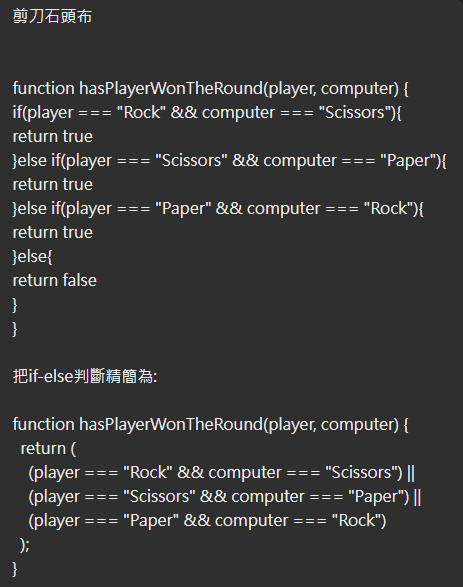 剪刀石頭布
function hasPlayerWonTheRound(player, computer) {
if(player === "Rock" && computer === "Scissors"){
return true
}else if(player === "Scissors" && computer === "Paper"){
return true
}else if(player === "Paper" && computer === "Rock"){
return true
}else{
return false
}
}
把if-else判斷精簡為:
function hasPlayerWonTheRound(player, computer) {
  return (
    (player === "Rock" && computer === "Scissors") ||
    (player === "Scissors" && computer === "Paper") ||
    (player === "Paper" && computer === "Rock")
  );
}